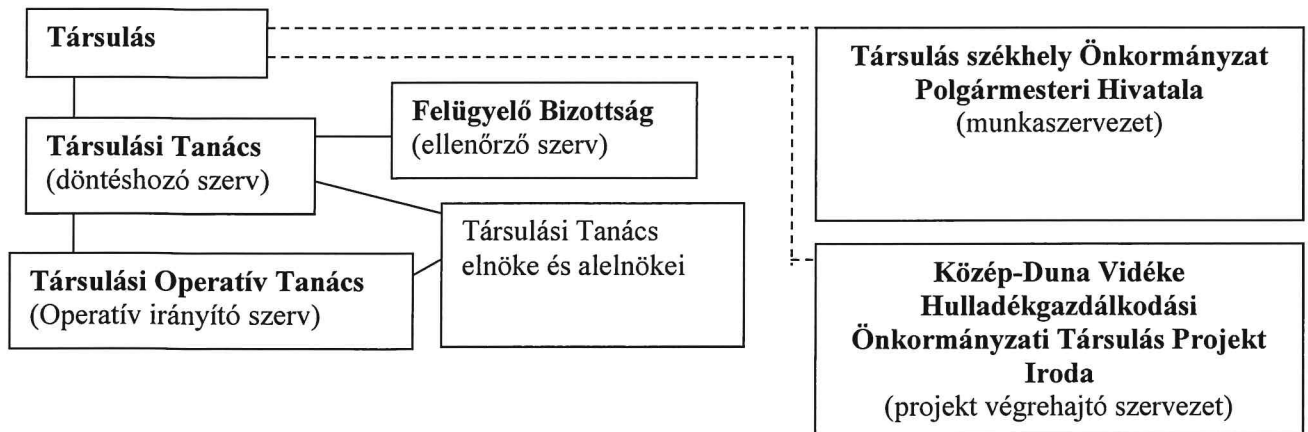 Társulás
Társulási Tanács
(döntéshozó szerv)
Társulási Operatív Tanács
(Operatív irányító szerv)
Felügyelő Bizottság
(ellenőrző szerv)
Társulási Tanács
elnöke és alelnökei
Társulás székhely Önkormányzat
Polgármesteri Hivatala
(munkaszervezet)
Közép-Duna Vidéke
Hulladékgazdálkodási
Önkormányzati Társulás Projekt
Iroda
(projekt végrehajtó szervezet)